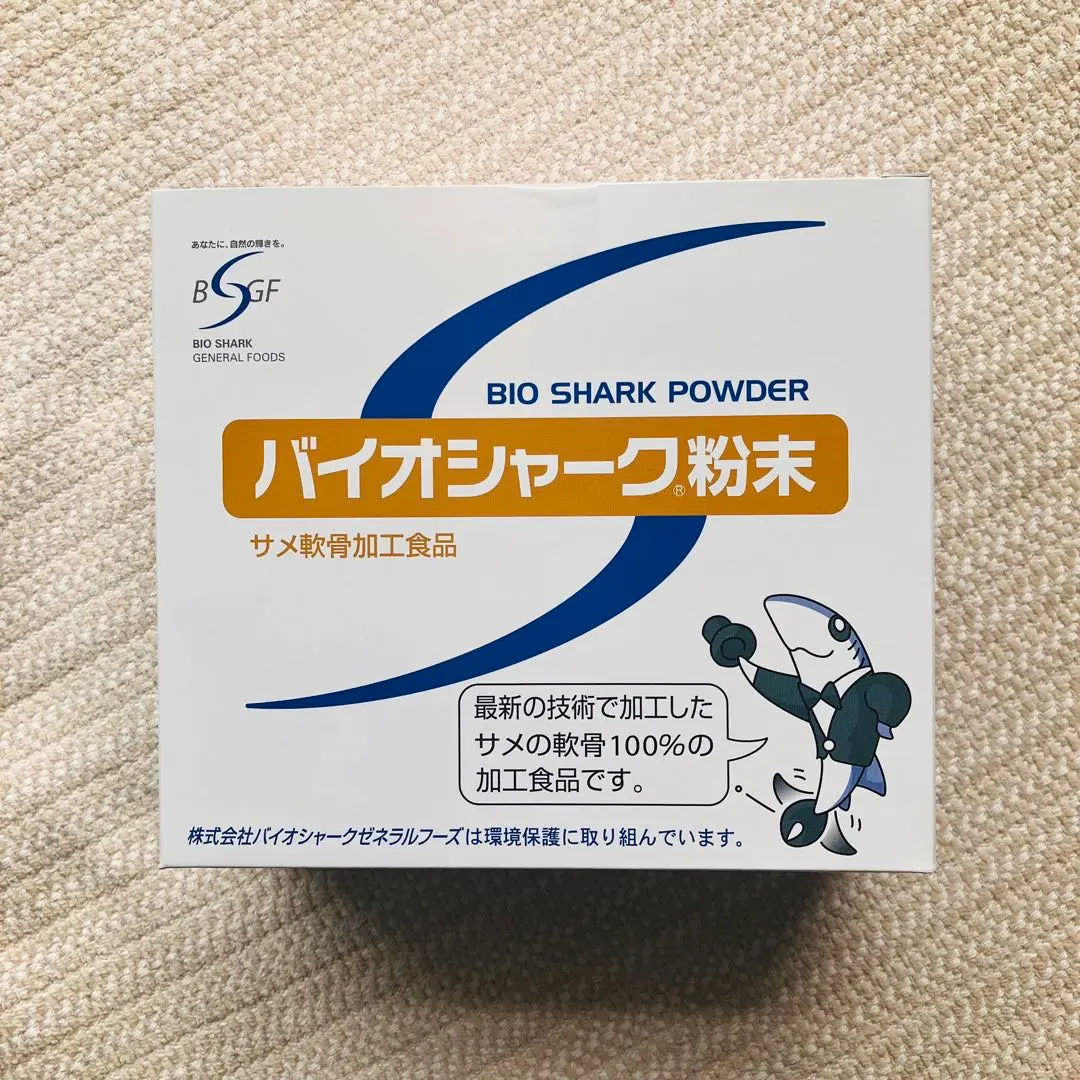 あなたに、自然の輝きを。
BSGF
BIO SHARK
GENERAL FOODS
BIO SHARK POWDER
バイオシャーク®粉末
サメ軟骨加工食品
最新の技術で加工した
サメの軟骨100%の
加工食品です。
株式会社バイオシャークゼネラルフーズは環境保護に取り組んでいます。